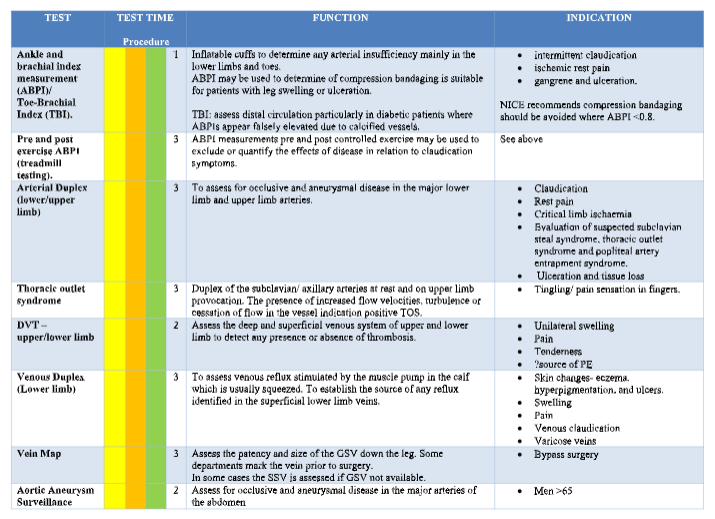 TEST
TEST TIME
Procedure
FUNCTION
INDICATION
Ankle and
brachial index
measurement
(ABPI)/
Toe-Brachial
Index (TBI).
1
Inflatable cuffs to determine any arterial insufficiency mainly in the
lower limbs and toes.
ABPI may be used to determine of compression bandaging is suitable
for patients with leg swelling or ulceration.
TBI: assess distal circulation particularly in diabetic patients where
ABPIs appear falsely elevated due to calcified vessels.
• intermittent claudication
• ischemic rest pain
• gangrene and ulceration.
NICE recommends compression bandaging
should be avoided where ABPI <0.8.
Pre and post
exercise ABPI
(treadmill
testing).
3
ABPI measurements pre and post controlled exercise may be used to
exclude or quantify the effects of disease in relation to claudication
symptoms.
See above
Arterial Duplex
(lower/upper
limb)
3
To assess for occlusive and aneurysmal disease in the major lower
limb and upper limb arteries.
• Claudication
• Rest pain
• Critical limb ischaemia
• Evaluation of suspected subclavian
steal syndrome, thoracic outlet
syndrome and popliteal artery
entrapment syndrome.
• Ulceration and tissue loss
Thoracic outlet
syndrome
3
Duplex of the subclavian/ axillary arteries at rest and on upper limb
provocation. The presence of increased flow velocities, turbulence or
cessation of flow in the vessel indication positive TOS.
• Tingling/ pain sensation in fingers.
DVT –
upper/lower limb
2
Assess the deep and superficial venous system of upper and lower
limb to detect any presence or absence of thrombosis.
• Unilateral swelling
• Pain
• Tenderness
• ?source of PE
Venous Duplex
(Lower limb)
3
To assess venous reflux stimulated by the muscle pump in the calf
which is usually squeezed. To establish the source of any reflux
identified in the superficial lower limb veins.
• Skin changes- eczema,
hyperpigmentation, and ulcers.
• Swelling
• Pain
• Venous claudication
• Varicose veins
Vein Map
3
Assess the patency and size of the GSV down the leg. Some
departments mark the vein prior to surgery.
In some cases the SSV is assessed if GSV not available.
• Bypass surgery
Aortic Aneurysm
Surveillance
2
Assess for occlusive and aneurysmal disease in the major arteries of
the abdomen
• Men >65